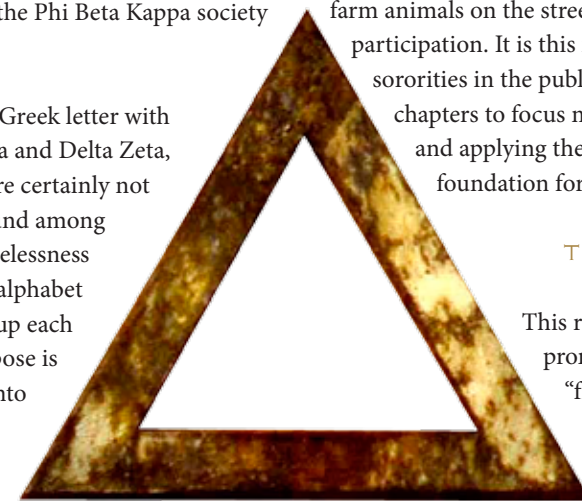 the Phi Beta Kappa society
Greek letter with
a and Delta Zeta,
re certainly not
und among
elessness
alphabet
up each
pose is
nto
farm animals on the stree
participation. It is this
sororities in the publ
chapters to focus m
and applying the
foundation for
T
This r
pron
“f